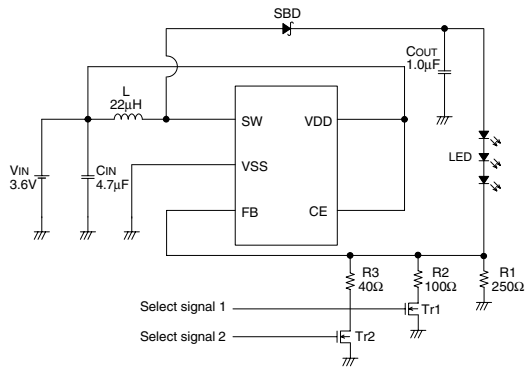 SBD
COUT
1.0μF
L
22μH
SW
VDD
VIN
3.6V
CIN
4.7μF
VSS
LED
FB
CE
R3
40Ω
R2
100Ω
R1
250Ω
Select signal 1
Tr1
Select signal 2
Tr2